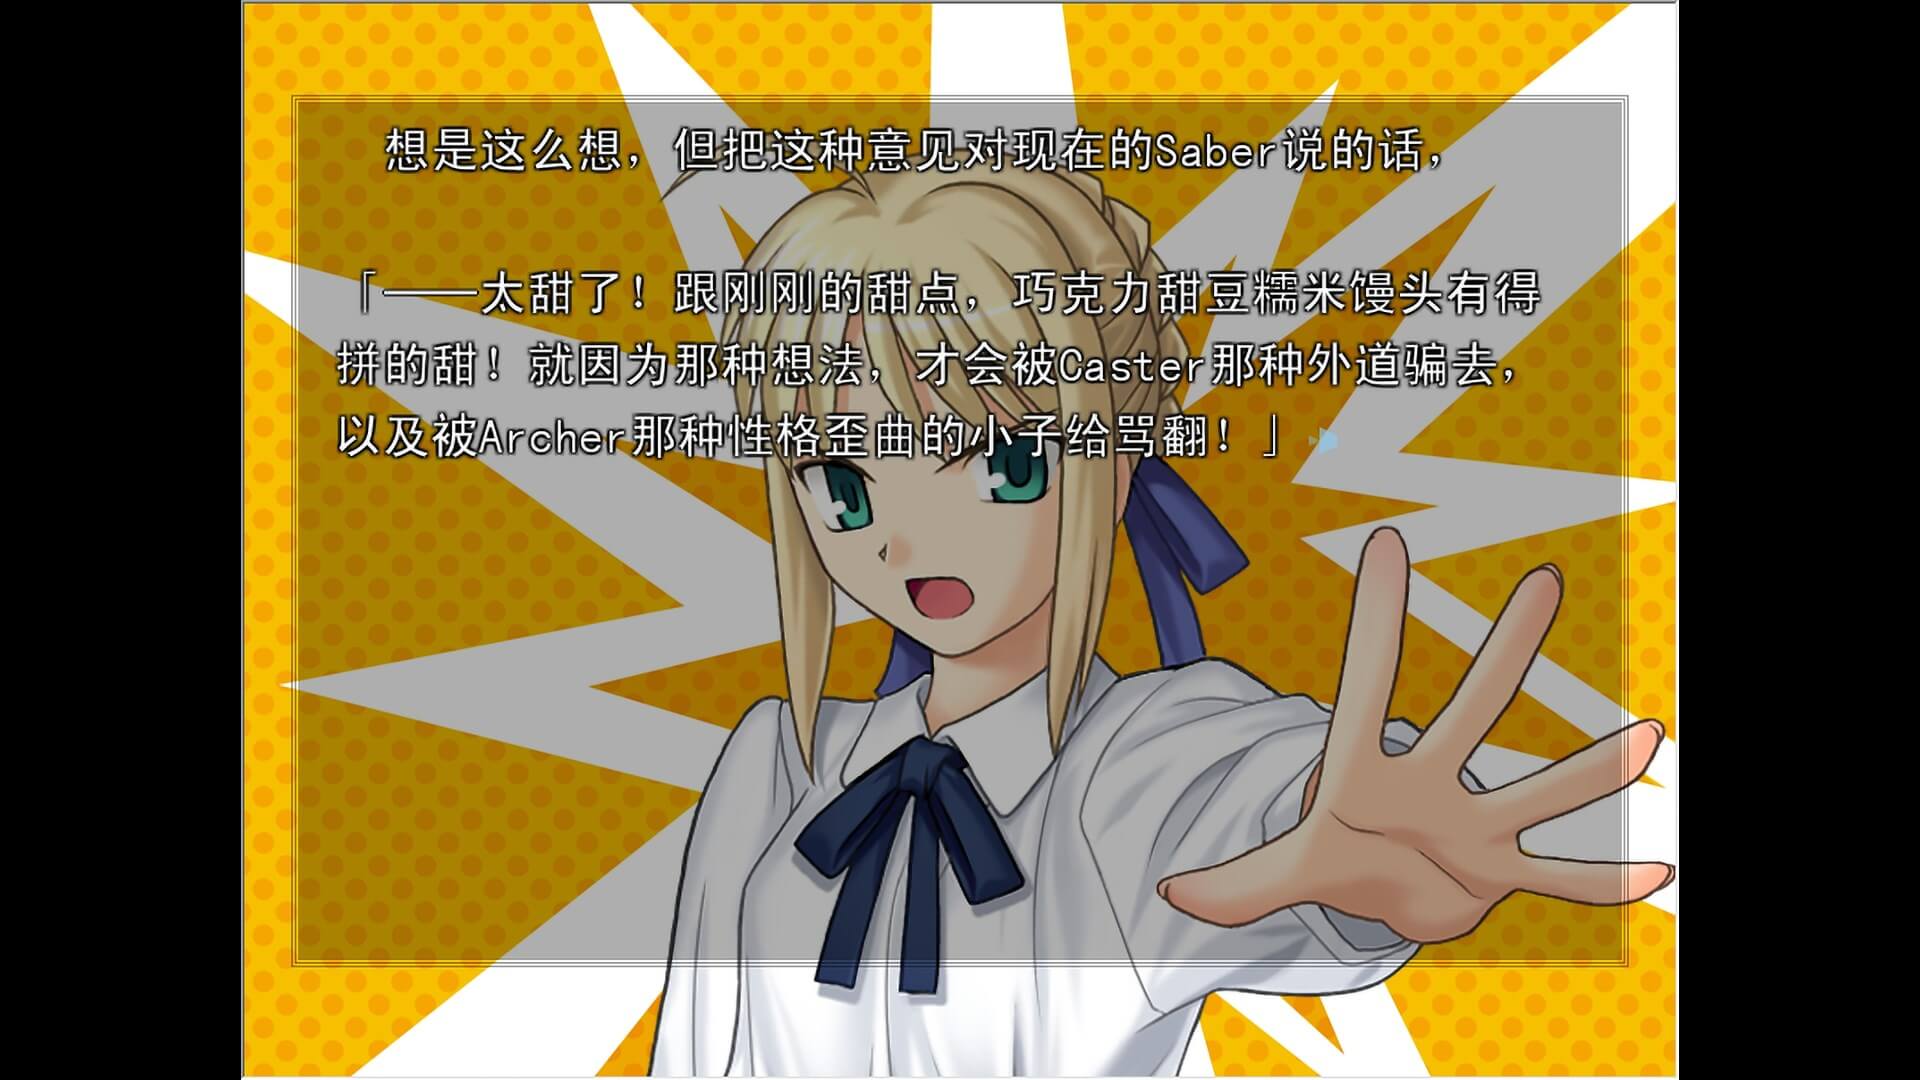 想是这么想，但把这种意见对现在的Saber说的话，
「——太甜了！跟刚刚的甜点，巧克力甜豆糯米馒头有得
拼的甜！就因为那种想法，才会被Caster那种外道骗去，
以及被Archer那种性格歪曲的小子给骂翻！」